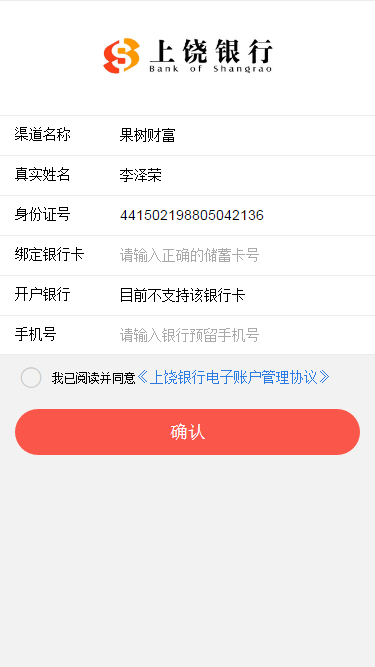 上饶银行
Bank of Shangrao
渠道名称 果树财富
真实姓名 李泽荣
身份证号 441502198805042136
绑定银行卡 请输入正确的储蓄卡号
开户银行 目前不支持该银行卡
手机号 请输入银行预留手机号
我已阅读并同意《上饶银行电子账户管理协议》
确认